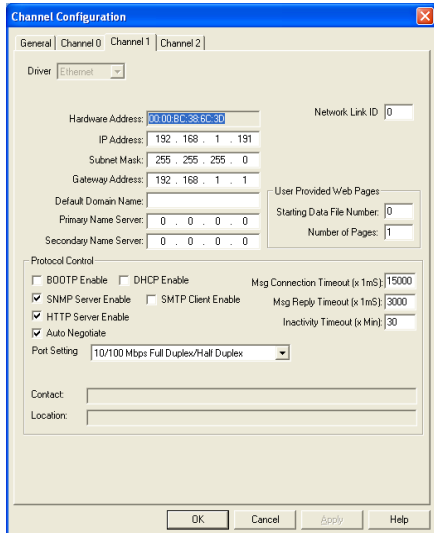 Channel Configuration
General Channel 0 Channel 1 Channel 2
Driver Ethernet
Hardware Address: 00:00:BC:38:6C:3D Network Link ID 0
IP Address: 192 . 168 . 1 . 191
Subnet Mask: 255 . 255 . 255 . 0
Gateway Address: 192 . 168 . 1 . 1
User Provided Web Pages
Default Domain Name: Starting Data File Number: 0
Primary Name Server: 0 . 0 . 0 . 0 Number of Pages: 1
Secondary Name Server: 0 . 0 . 0 . 0
Protocol Control
BOOTP Enable DHCP Enable Msg Connection Timeout (x 1mS): 15000
SNMP Server Enable SMTP Client Enable Msg Reply Timeout (x 1mS): 3000
HTTP Server Enable Inactivity Timeout (x Min): 30
Auto Negotiate
Port Setting 10/100 Mbps Full Duplex/Half Duplex
Contact:
Location:
OK Cancel Apply Help